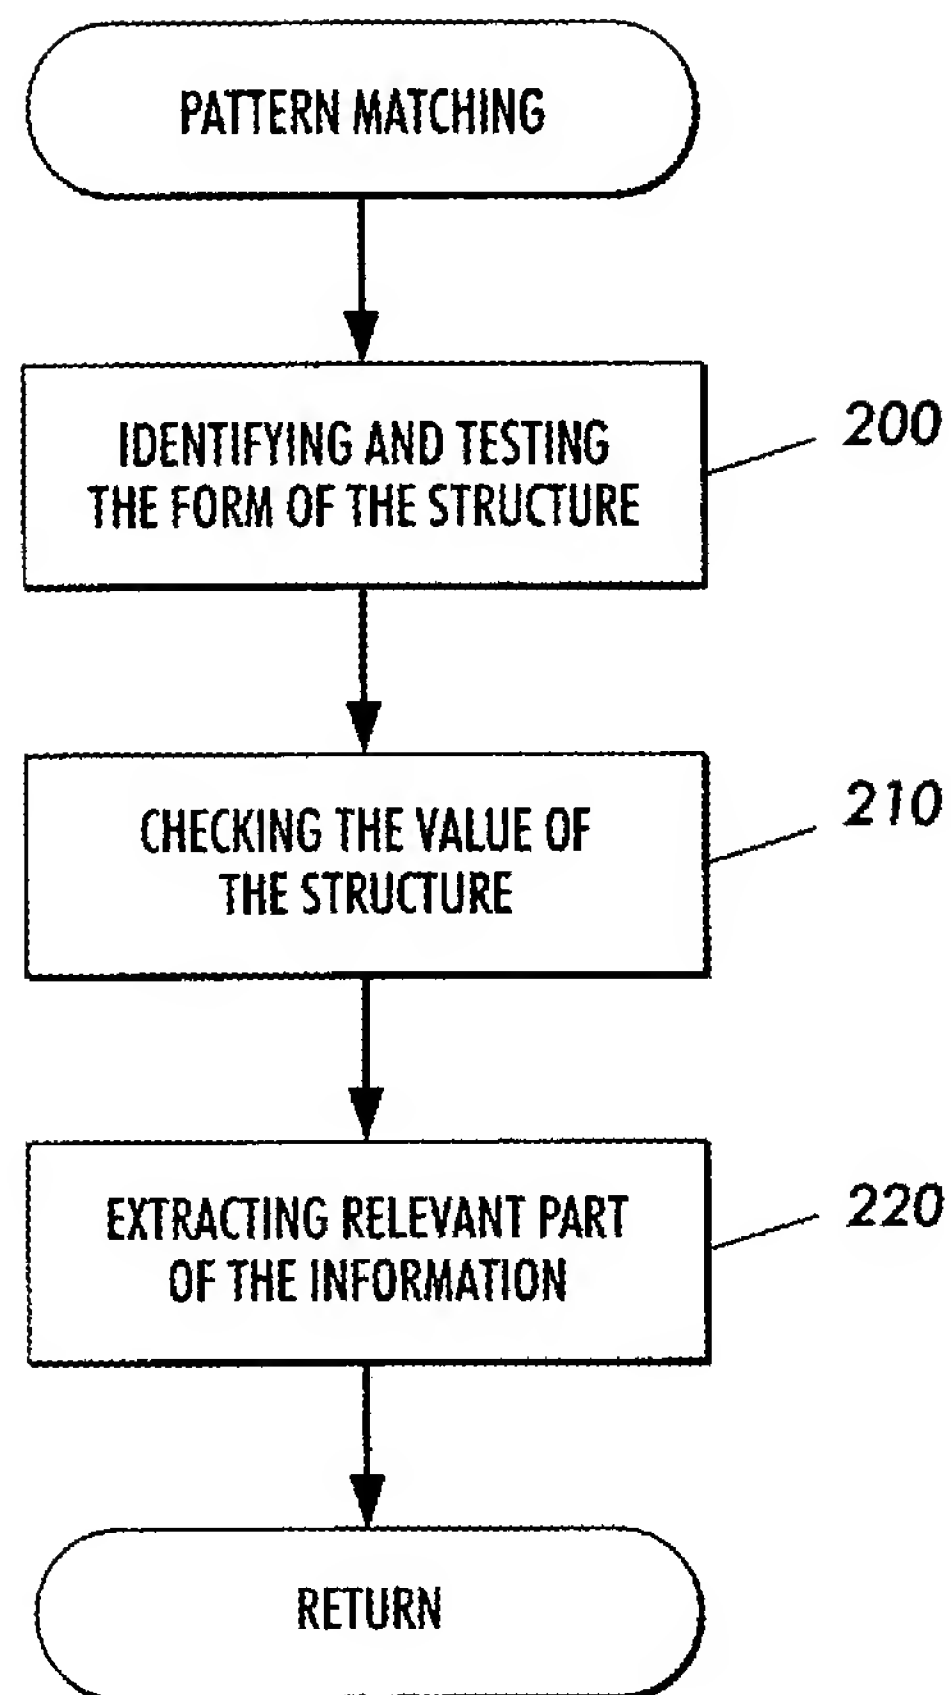 PATTERN MATCHING
IDENTIFYING AND TESTING
THE FORM OF THE STRUCTURE
200
CHECKING THE VALUE OF
THE STRUCTURE
210
EXTRACTING RELEVANT PART
OF THE INFORMATION
220
RETURN